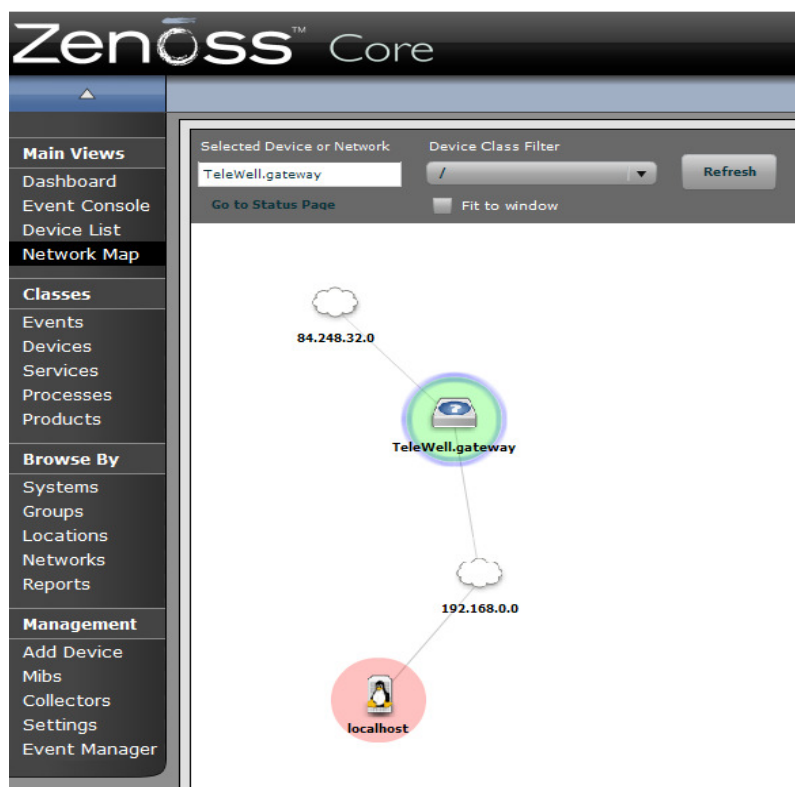 Zenōss™ Core
Main Views
Dashboard
Event Console
Device List
Network Map
Classes
Events
Devices
Services
Processes
Products
Browse By
Systems
Groups
Locations
Networks
Reports
Management
Add Device
Mibs
Collectors
Settings
Event Manager
Selected Device or Network
TeleWell.gateway
Go to Status Page
Device Class Filter
/
Fit to window
Refresh
84.248.32.0
TeleWell.gateway
192.168.0.0
localhost